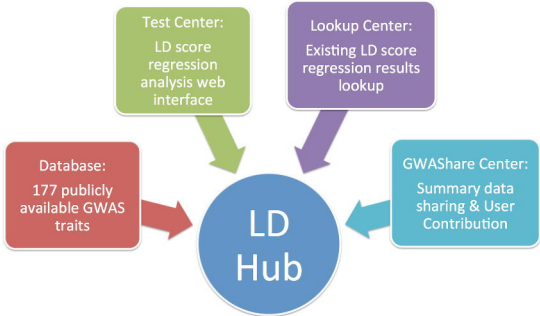 Test Center:
LD score
regression
analysis web
interface
Lookup Center:
Existing LD score
regression results
lookup
Database:
177 publicly
available GWAS
traits
GWAShare Center:
Summary data
sharing & User
Contribution
LD
Hub